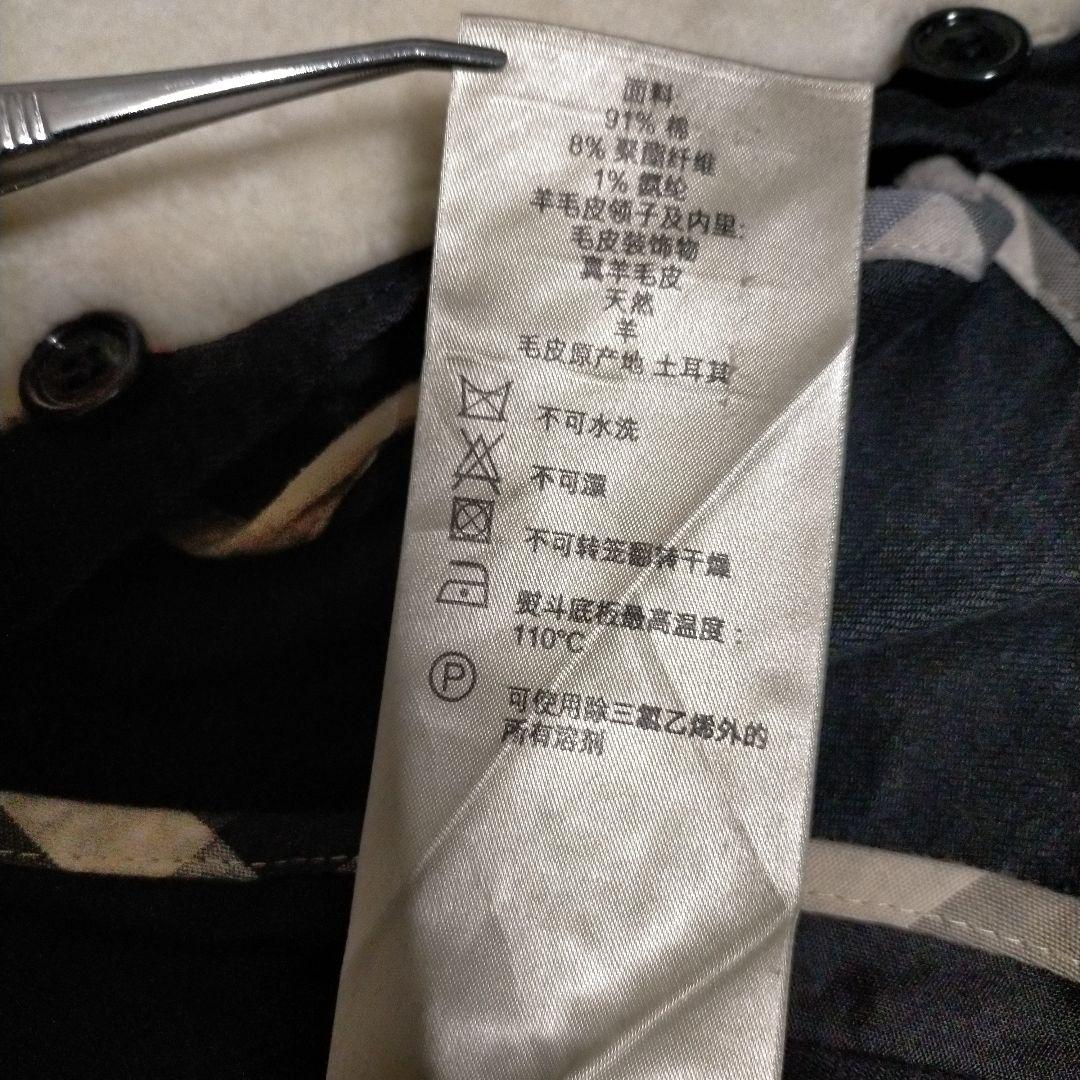 面料:
91% 棉
8% 聚酯纤维
1% 氨纶
羊毛皮领子及内里:
毛皮装饰物
真羊毛皮
天然
羊
毛皮原产地 土耳其
不可水洗
不可漂
不可转笼翻转干燥
熨斗底板最高温度:
110°C
P
可使用除三氯乙烯外的
所有溶剂